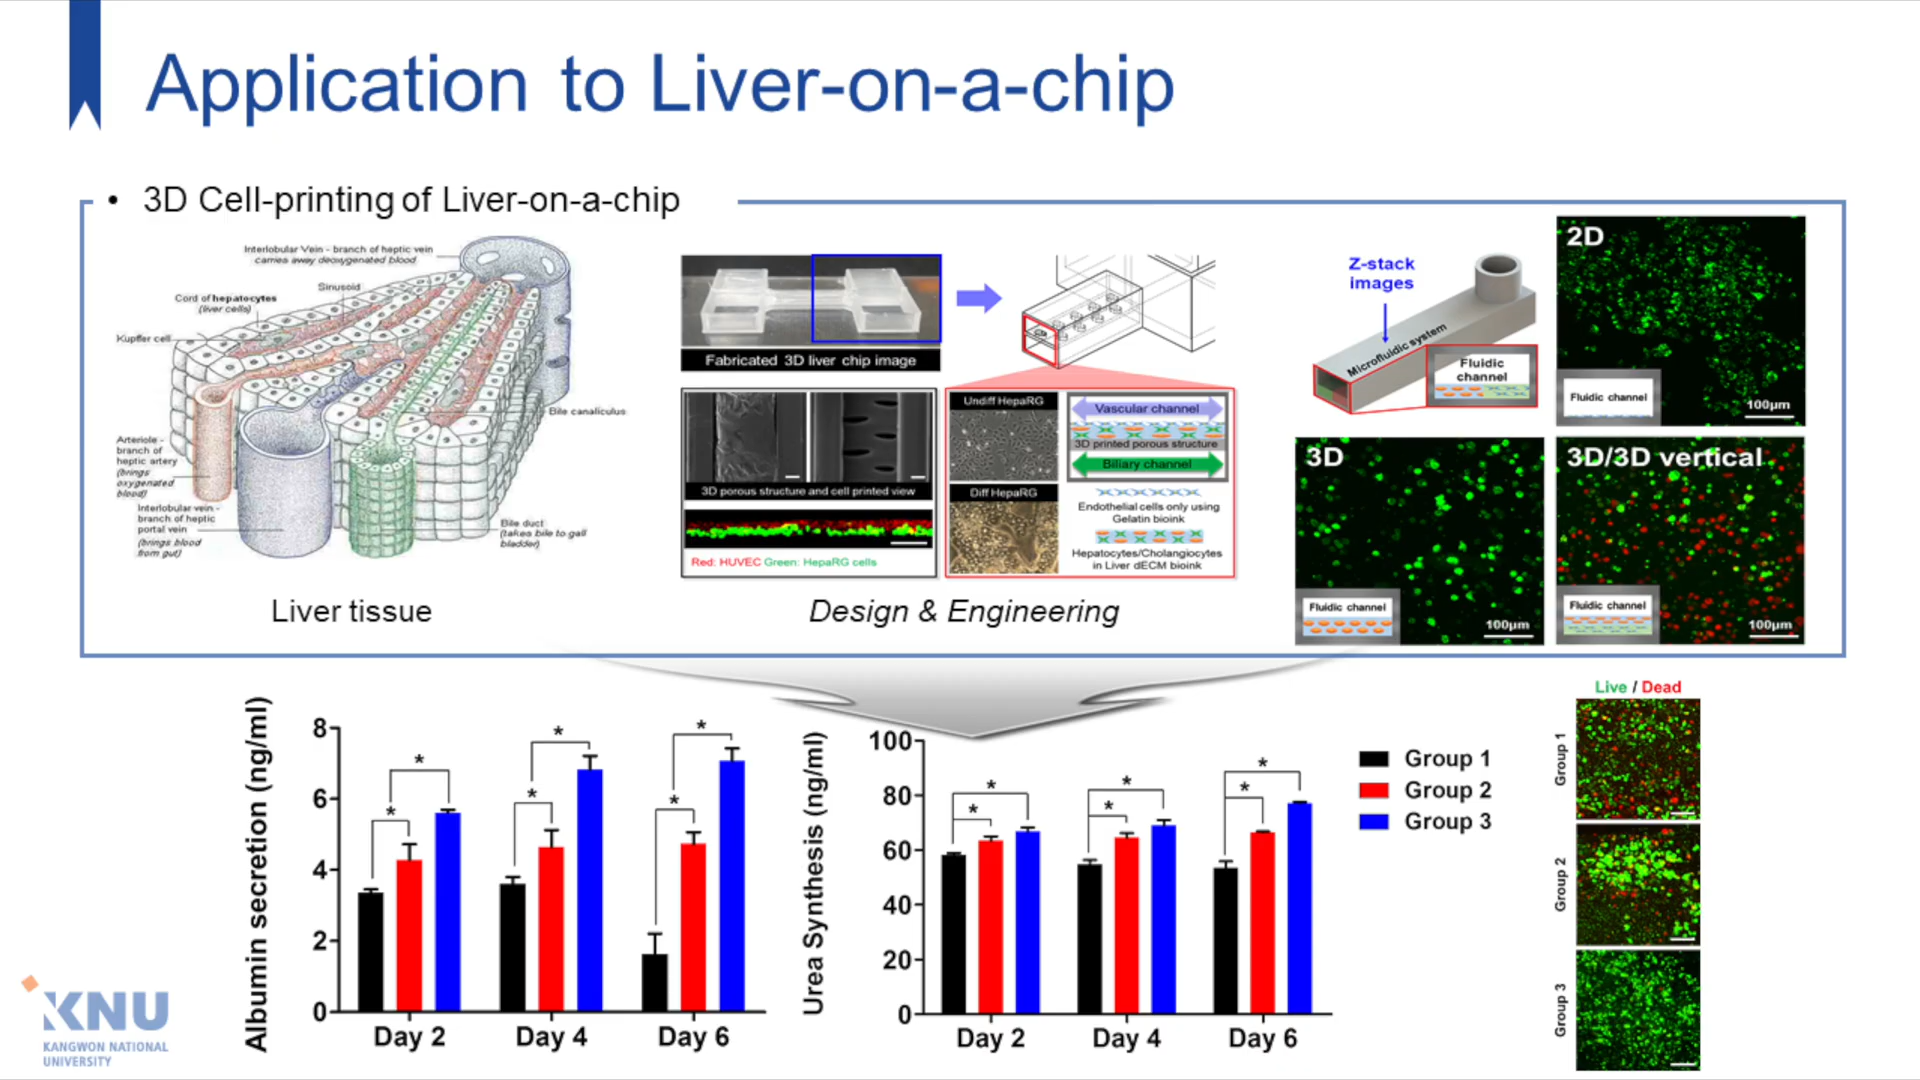 Application to Liver-on-a-chip
• 3D Cell-printing of Liver-on-a-chip
Interlobular Vein - branch of heptic vein
carries away deoxygenated blood
Sinusoid
Cord of hepatocytes
(liver cells)
Kupffer cell
Bile canaliculus
Arteriole -
branch of
heptic artery
(brings
oxygenated
blood)
Interlobular vein -
branch of heptic
portal vein
(brings blood
from gut)
Bile duct
(takes bile to gall
bladder)
Liver tissue
Fabricated 3D liver chip image
3D porous structure and cell printed view
Red: HUVEC Green: HepaRG cells
Undiff HepaRG
Diff HepaRG
Vascular channel
3D printed porous structure
Biliary channel
Endothelial cells only using
Gelatin bioink
Hepatocytes/Cholangiocytes
in Liver dECM bioink
Design & Engineering
Z-stack
images
Microfluidic system
Fluidic
channel
2D
Fluidic channel
100µm
3D
Fluidic channel
100µm
3D/3D vertical
Fluidic channel
100µm
Albumin secretion (ng/ml)
8
6
4
2
0
*
*
*
*
*
*
Day 2 Day 4 Day 6
Urea Synthesis (ng/ml)
100
80
60
40
20
0
*
*
*
*
*
*
Day 2 Day 4 Day 6
Group 1
Group 2
Group 3
Live / Dead
Group 1
Group 2
Group 3
KNU
KANGWON NATIONAL
UNIVERSITY